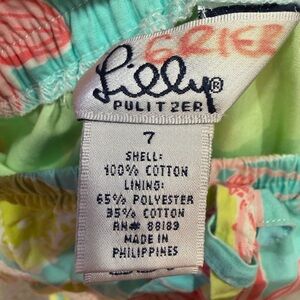 GRIER
Lilly®
PULITZER
7
SHELL:
100% COTTON
LINING:
65% POLYESTER
35% COTTON
RN# 88189
MADE IN
PHILIPPINES